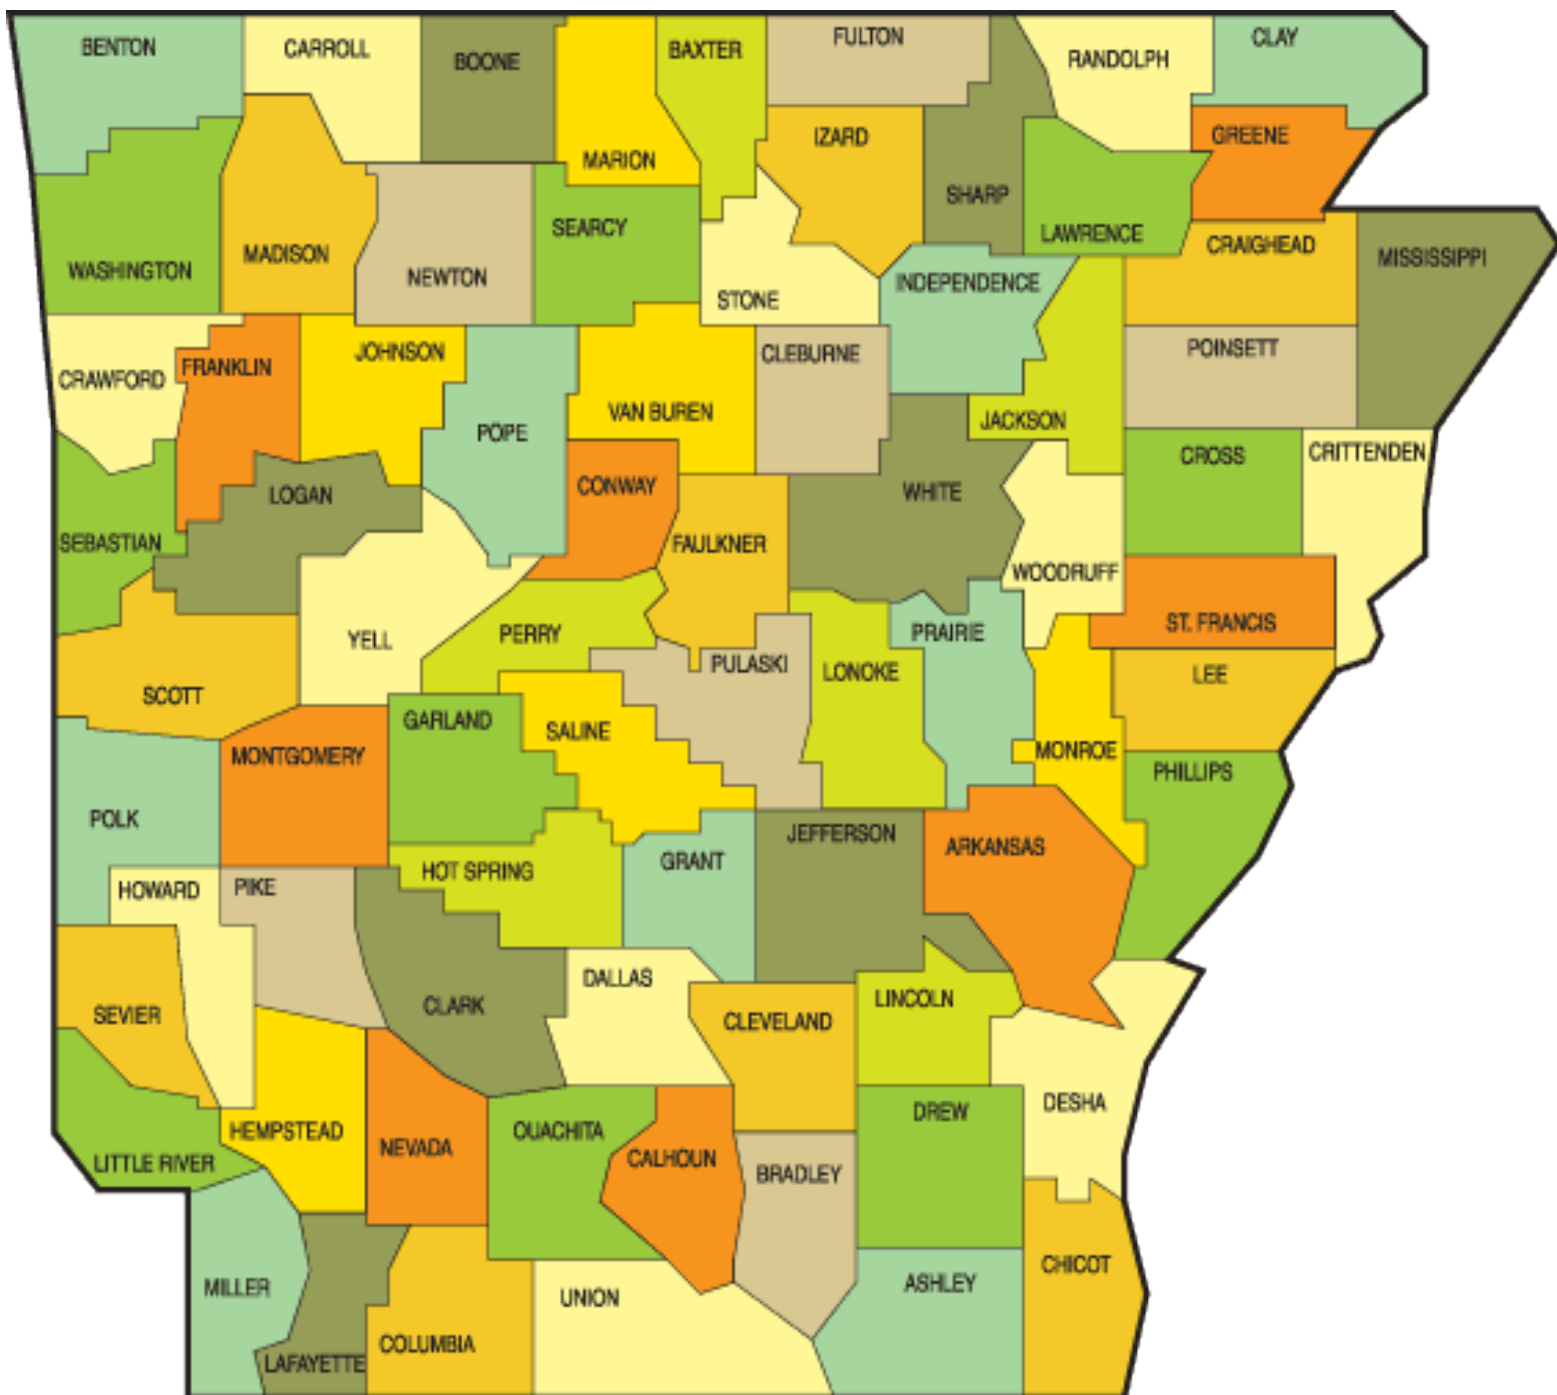 BENTON
CARROLL
BOONE
MARION
BAXTER
FULTON
SHARP
RANDOLPH
CLAY
GREENE
IZARD
LAWRENCE
WASHINGTON
MADISON
NEWTON
SEARCY
STONE
INDEPENDENCE
CRAIGHEAD
MISSISSIPPI
CRAWFORD
FRANKLIN
JOHNSON
POPE
VAN BUREN
CLEBURNE
JACKSON
POINSETT
CROSS
CRITTENDEN
SEBASTIAN
LOGAN
CONWAY
FAULKNER
WHITE
WOODRUFF
ST. FRANCIS
SCOTT
YELL
PERRY
PULASKI
LONOKE
PRAIRIE
MONROE
LEE
PHILLIPS
POLK
MONTGOMERY
GARLAND
SALINE
HOT SPRING
GRANT
JEFFERSON
ARKANSAS
HOWARD
PIKE
CLARK
DALLAS
CLEVELAND
LINCOLN
DESHA
SEVIER
LITTLE RIVER
HEMPSTEAD
NEVADA
OUACHITA
CALHOUN
BRADLEY
DREW
CHICOT
MILLER
LAFAYETTE
COLUMBIA
UNION
ASHLEY